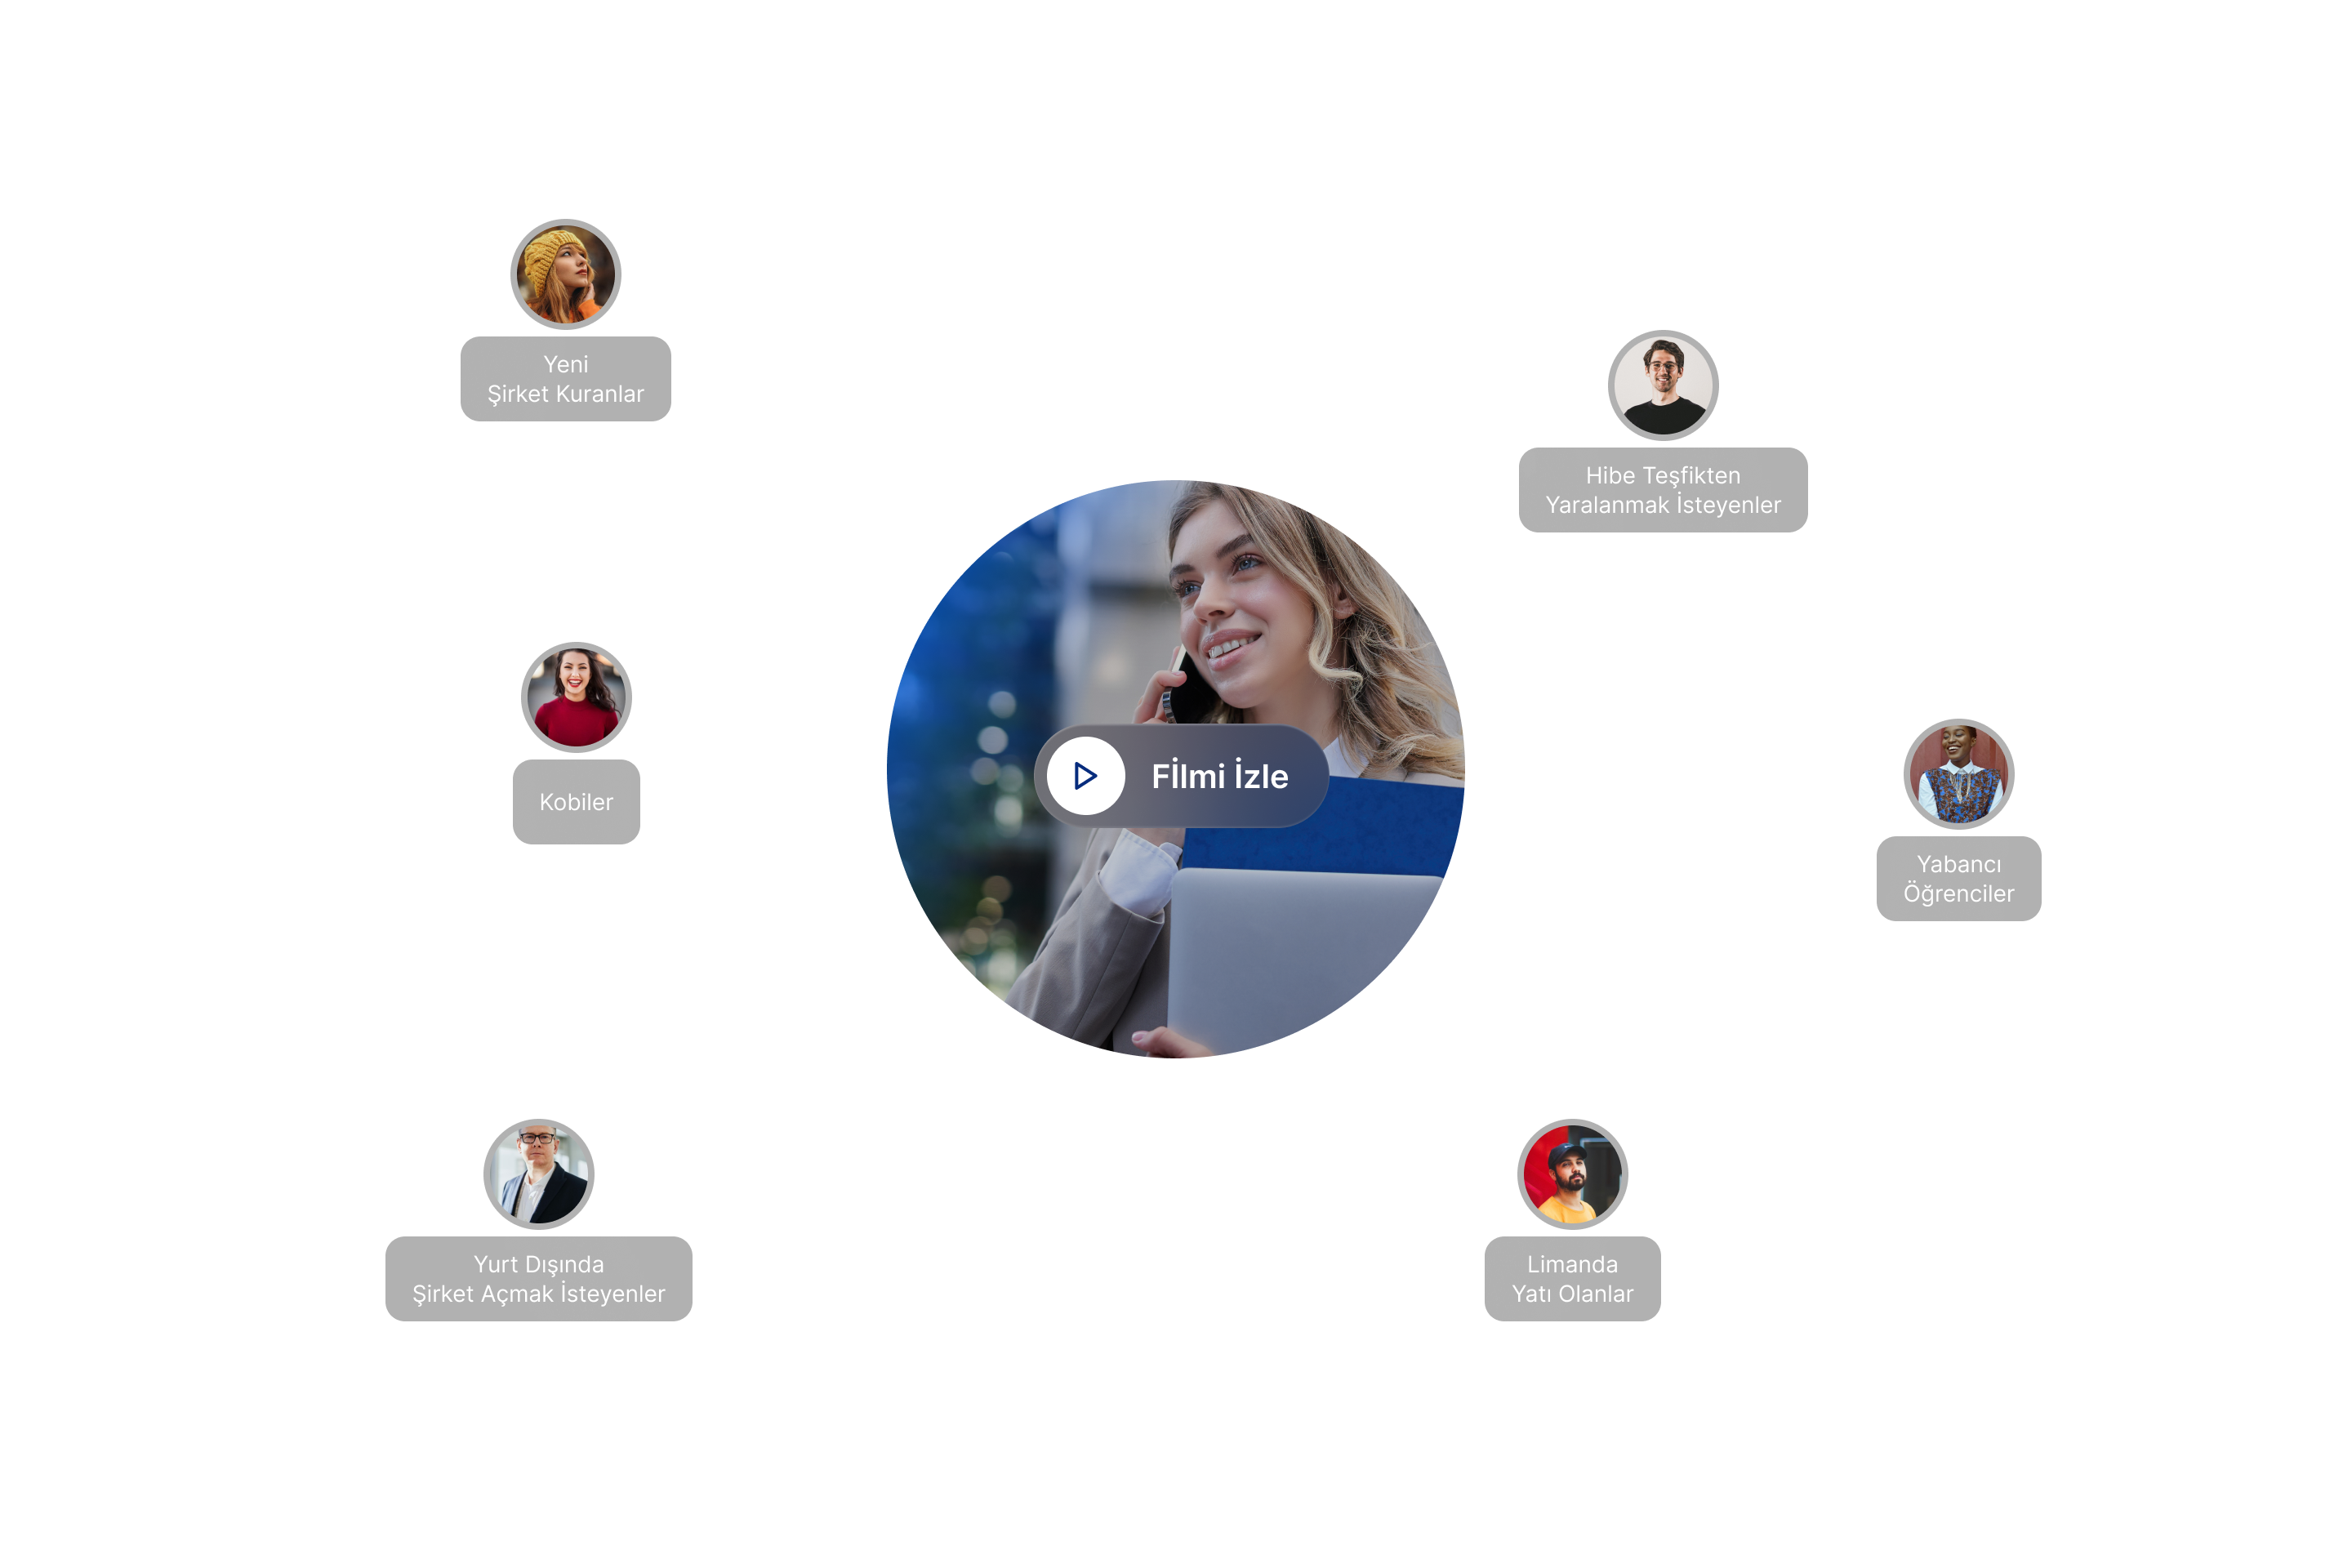 Yeni
Şirket Kuranlar
Hibe Teşfikten
Yaralanmak İsteyenler
Kobiler
Fİlmi İzle
Yabancı
Öğrenciler
Yurt Dışında
Şirket Açmak İsteyenler
Limanda
Yatı Olanlar